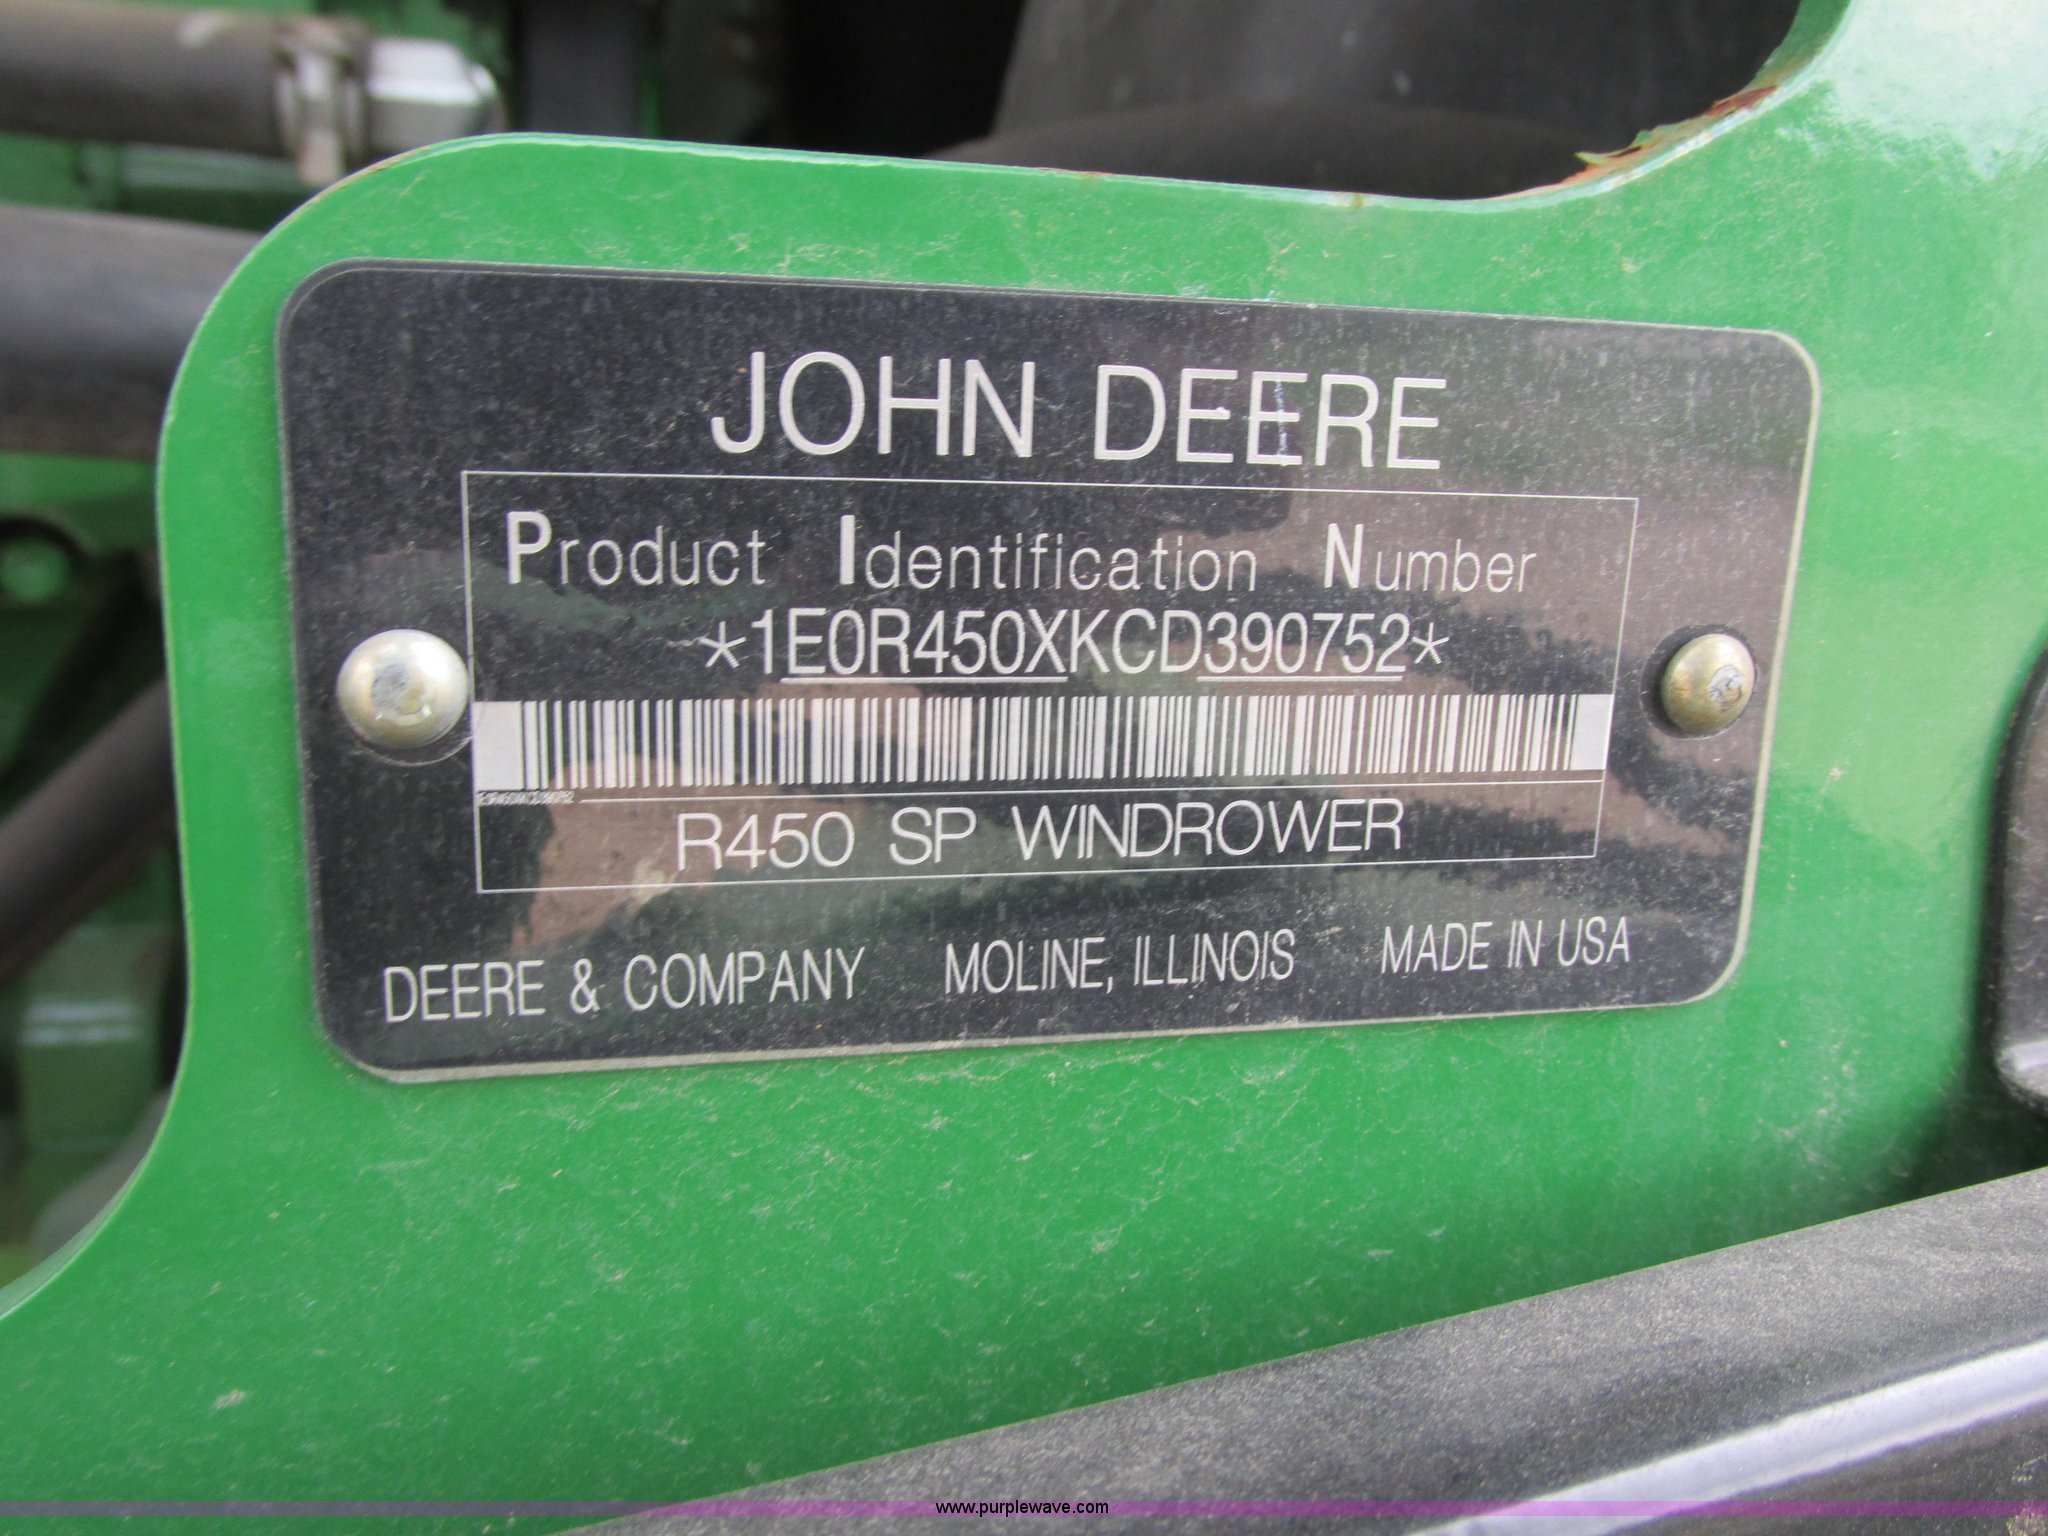 JOHN DEERE
Product Identification Number
*1E0R450XKCD390752*
1E0R450XKCD390752
R450 SP WINDROWER
DEERE & COMPANY MOLINE, ILLINOIS MADE IN USA
www.purplewave.com